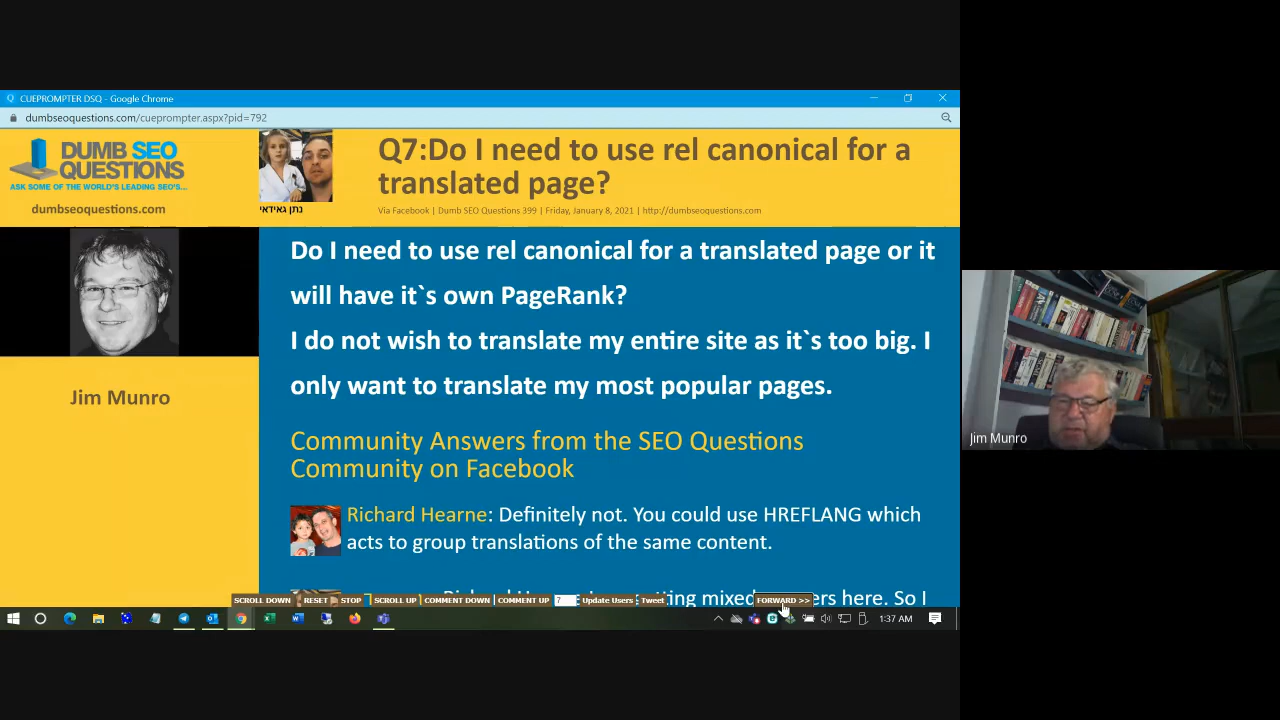 CUEPROMPTER DSQ - Google Chrome
dumbseoquestions.com/cueprompter.aspx?pid=792
DUMB SEO
QUESTIONS
ASK SOME OF THE WORLD'S LEADING SEO'S...
dumbseoquestions.com
נתן גאידאי
Q7:Do I need to use rel canonical for a
translated page?
Via Facebook | Dumb SEO Questions 399 | Friday, January 8, 2021 | http://dumbseoquestions.com
Jim Munro
Do I need to use rel canonical for a translated page or it
will have it`s own PageRank?
I do not wish to translate my entire site as it`s too big. I
only want to translate my most popular pages.
Community Answers from the SEO Questions
Community on Facebook
Richard Hearne: Definitely not. You could use HREFLANG which
acts to group translations of the same content.
mixed here. So I
SCROLL DOWN RESET STOP SCROLL UP COMMENT DOWN COMMENT UP 7 Update Users Tweet FORWARD >>
1:37 AM
Jim Munro